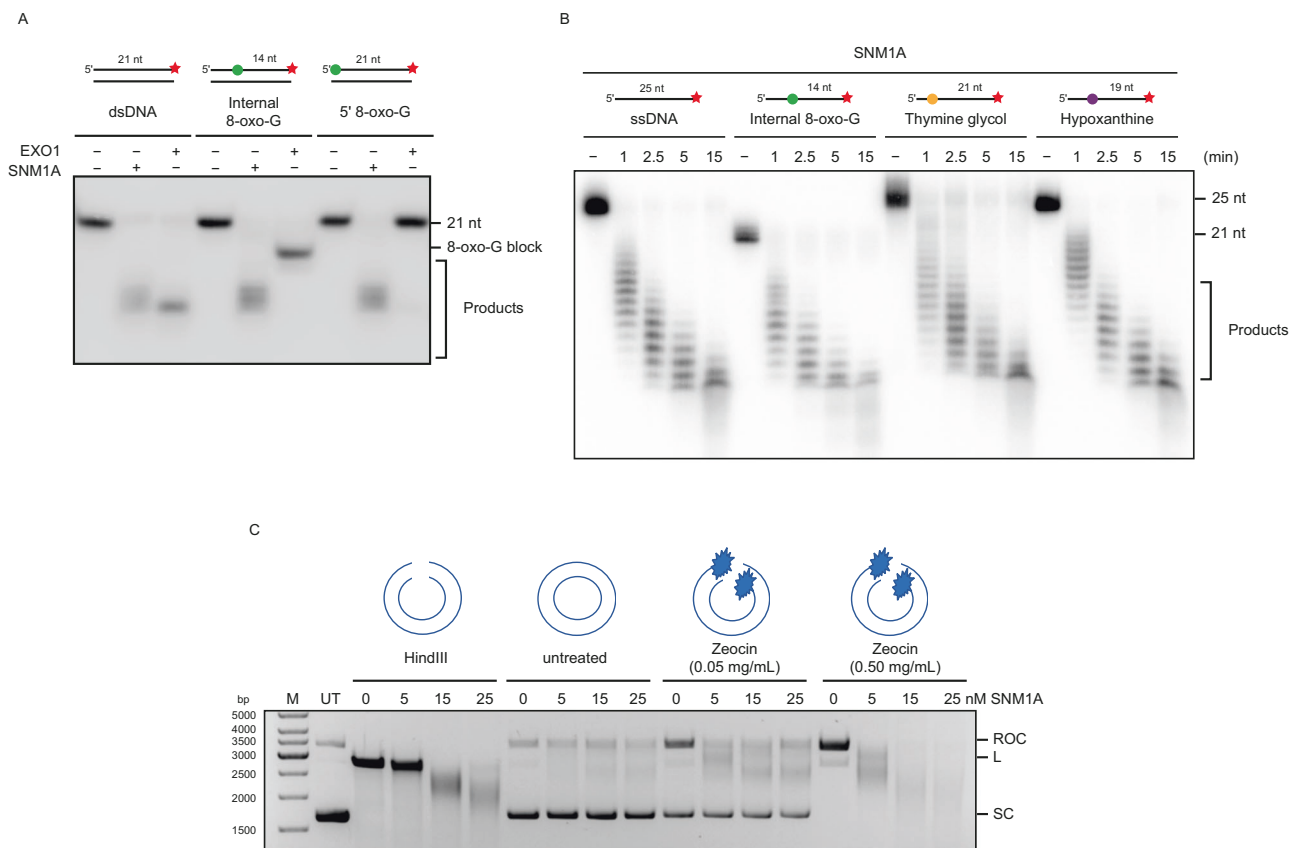 A
21 nt
14 nt
21 nt
5'
5'
5'
dsDNA
Internal
8-oxo-G
5' 8-oxo-G
EXO1 – – + – – + – – +
SNM1A – + – – + – – + –
21 nt
8-oxo-G block
Products
B
SNM1A
25 nt
14 nt
21 nt
19 nt
5'
5'
5'
5'
ssDNA
Internal 8-oxo-G
Thymine glycol
Hypoxanthine
– 1 2.5 5 15 – 1 2.5 5 15 – 1 2.5 5 15 – 1 2.5 5 15 (min)
25 nt
21 nt
Products
C
HindIII
untreated
Zeocin
(0.05 mg/mL)
Zeocin
(0.50 mg/mL)
bp M UT 0 5 15 25 0 5 15 25 0 5 15 25 0 5 15 25 nM SNM1A
5000
4000
3500
3000
2500
2000
1500
ROC
L
SC